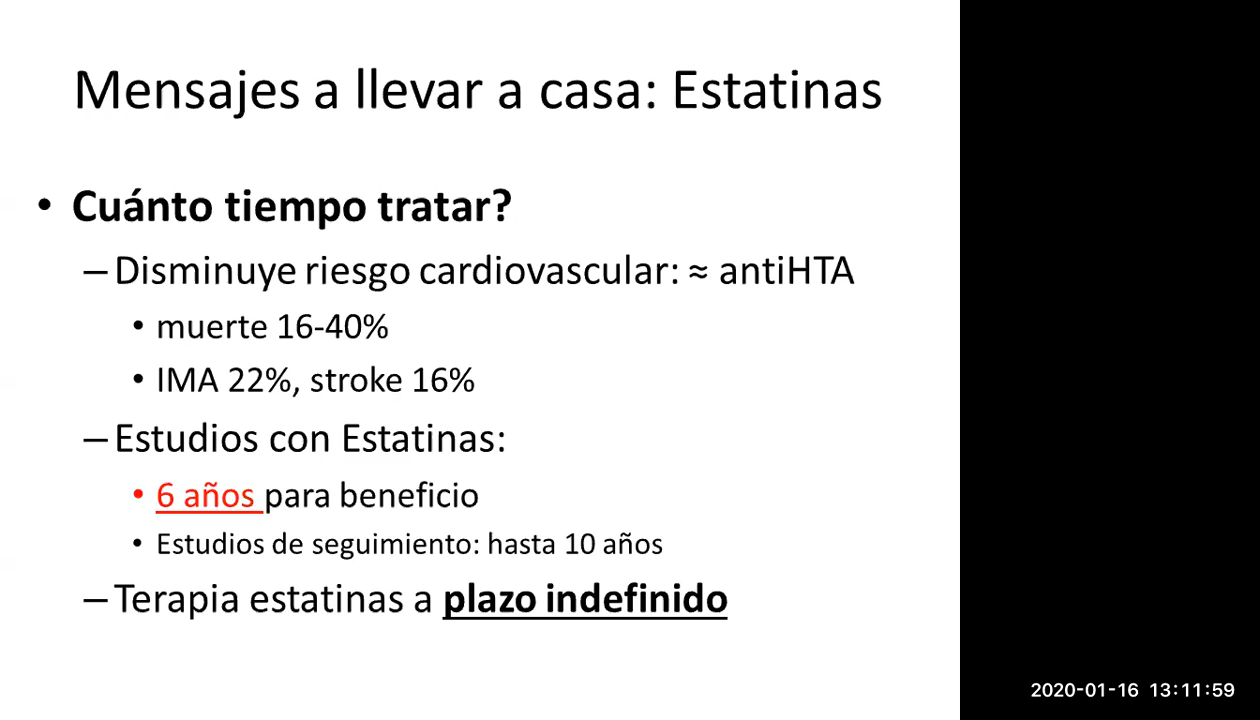 Mensajes a llevar a casa: Estatinas
• Cuánto tiempo tratar?
– Disminuye riesgo cardiovascular: ≈ antiHTA
• muerte 16-40%
• IMA 22%, stroke 16%
– Estudios con Estatinas:
• 6 años para beneficio
• Estudios de seguimiento: hasta 10 años
– Terapia estatinas a plazo indefinido
2020-01-16 13:11:59